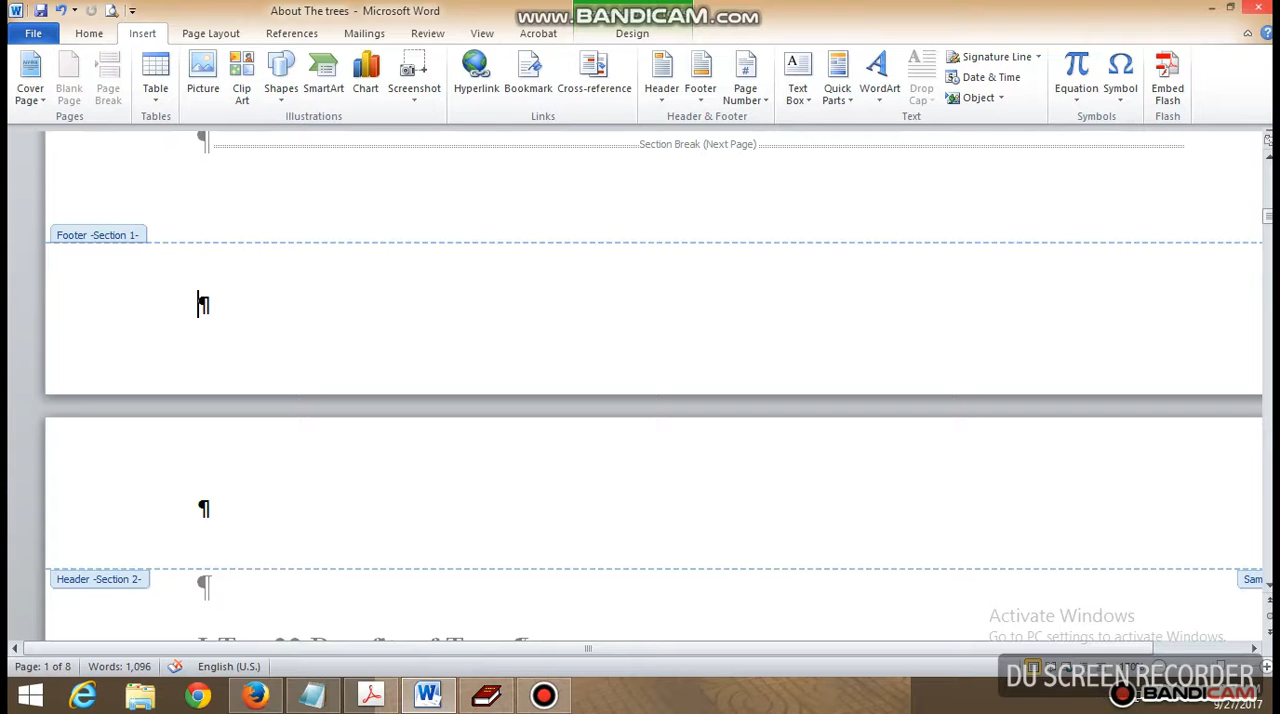 About The trees - Microsoft Word
www.BANDICAM.com
File Home Insert Page Layout References Mailings Review View Acrobat Design
Cover Page
Blank Page
Page Break
Table
Picture
Clip Art
Shapes
SmartArt
Chart
Screenshot
Hyperlink
Bookmark
Cross-reference
Header
Footer
Page Number
Text Box
Quick Parts
WordArt
Drop Cap
Signature Line
Date & Time
Object
Equation
Symbol
Embed Flash
Pages Tables Illustrations Links Header & Footer Text Symbols Flash
¶ Section Break (Next Page)
Footer -Section 1-
¶
¶
Header -Section 2-
Sam
¶
Activate Windows
Go to PC settings to activate Windows.
Page: 1 of 8 Words: 1,096 English (U.S.)
DU SCREEN RECORDER
BANDICAM
9/27/2017